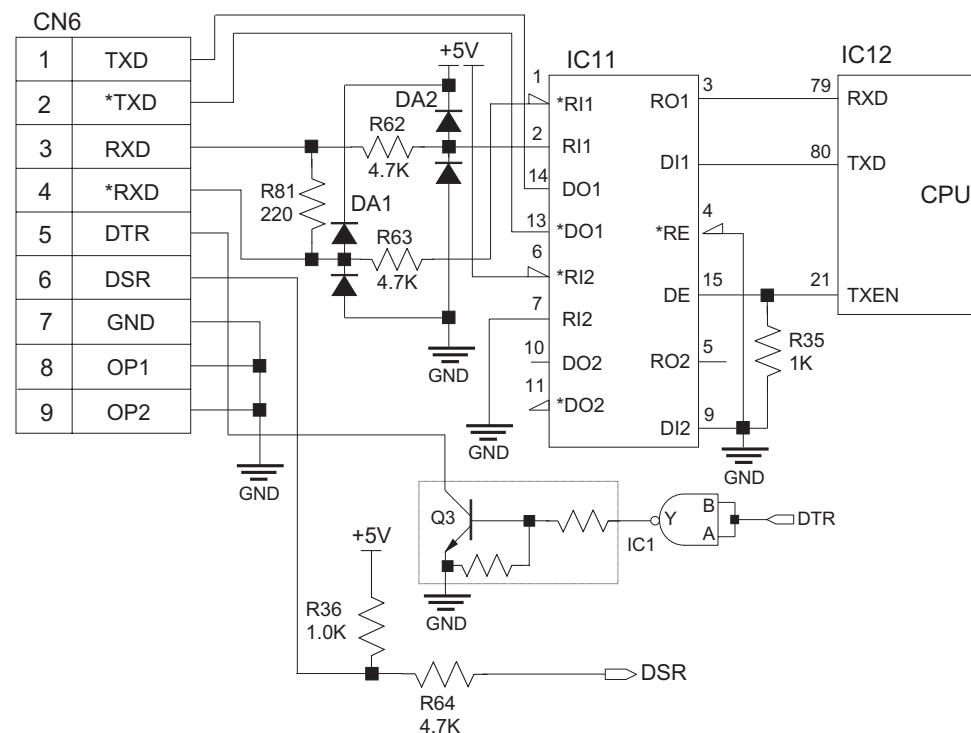 CN6
1 TXD
2 *TXD
3 RXD
4 *RXD
5 DTR
6 DSR
7 GND
8 OP1
9 OP2
GND
+5V
DA2
R62
4.7K
R81
220
DA1
R63
4.7K
GND
GND
IC11
1 *RI1
2 RI1
14 DO1
13 *DO1
6 *RI2
7 RI2
10 DO2
11 *DO2
3 RO1
DI1
4 *RE
15 DE
5 RO2
9 DI2
R35
1K
GND
IC12
79 RXD
80 TXD
21 TXEN
CPU
Q3
GND
IC1
Y
B
A
DTR
+5V
R36
1.0K
R64
4.7K
DSR